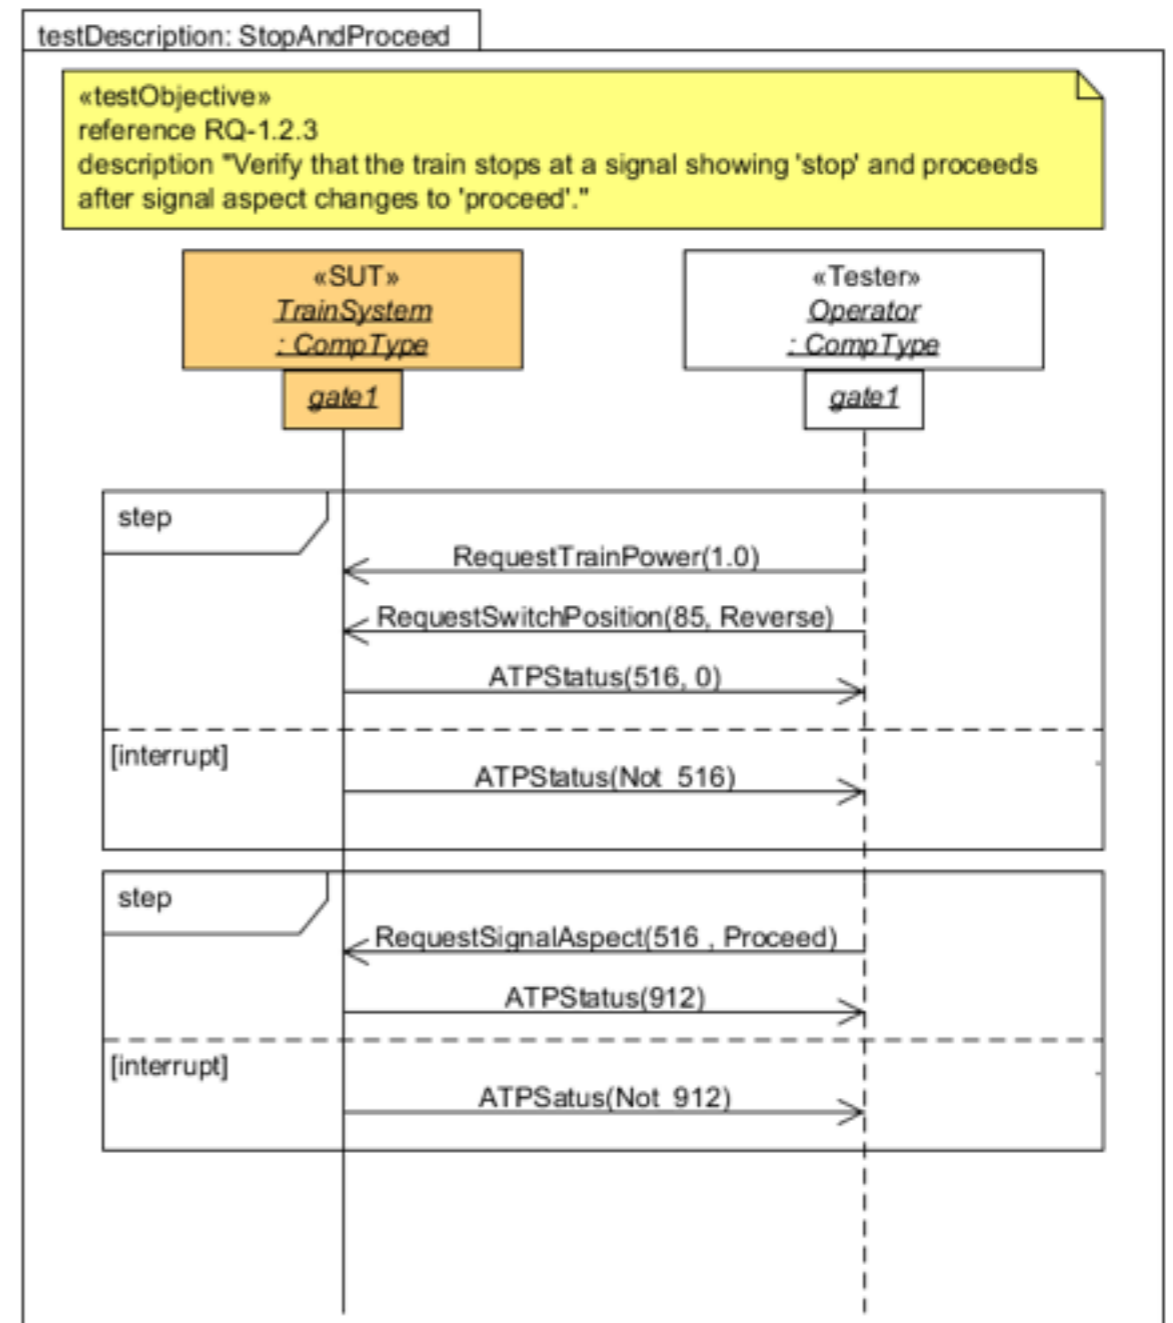 testDescription: StopAndProceed
«testObjective»
reference RQ-1.2.3
description "Verify that the train stops at a signal showing 'stop' and proceeds
after signal aspect changes to 'proceed'."
«SUT»
TrainSystem
: CompType
gate1
«Tester»
Operator
: CompType
gate1
step
RequestTrainPower(1.0)
RequestSwitchPosition(85, Reverse)
ATPStatus(516, 0)
[interrupt]
ATPStatus(Not 516)
step
RequestSignalAspect(516 , Proceed)
ATPStatus(912)
[interrupt]
ATPSatus(Not 912)